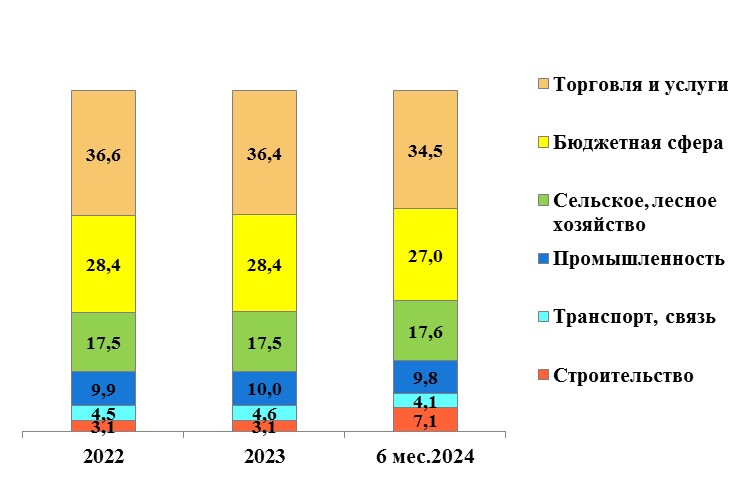 36,6
36,4
34,5
28,4
28,4
27,0
17,5
17,5
17,6
9,9
10,0
9,8
4,5
4,6
4,1
3,1
3,1
7,1
2022
2023
6 мес.2024
Торговля и услуги
Бюджетная сфера
Сельское, лесное
хозяйство
Промышленность
Транспорт, связь
Строительство